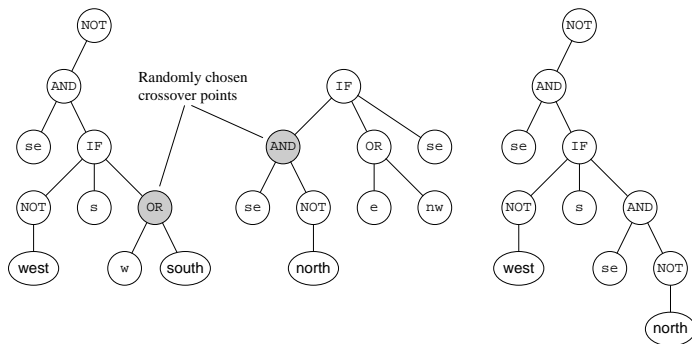 NOT
NOT
AND
Randomly chosen
crossover points
IF
AND
se
IF
AND
OR
se
se
IF
NOT
s
OR
se
NOT
e
nw
NOT
s
AND
west
w
south
north
west
se
NOT
north